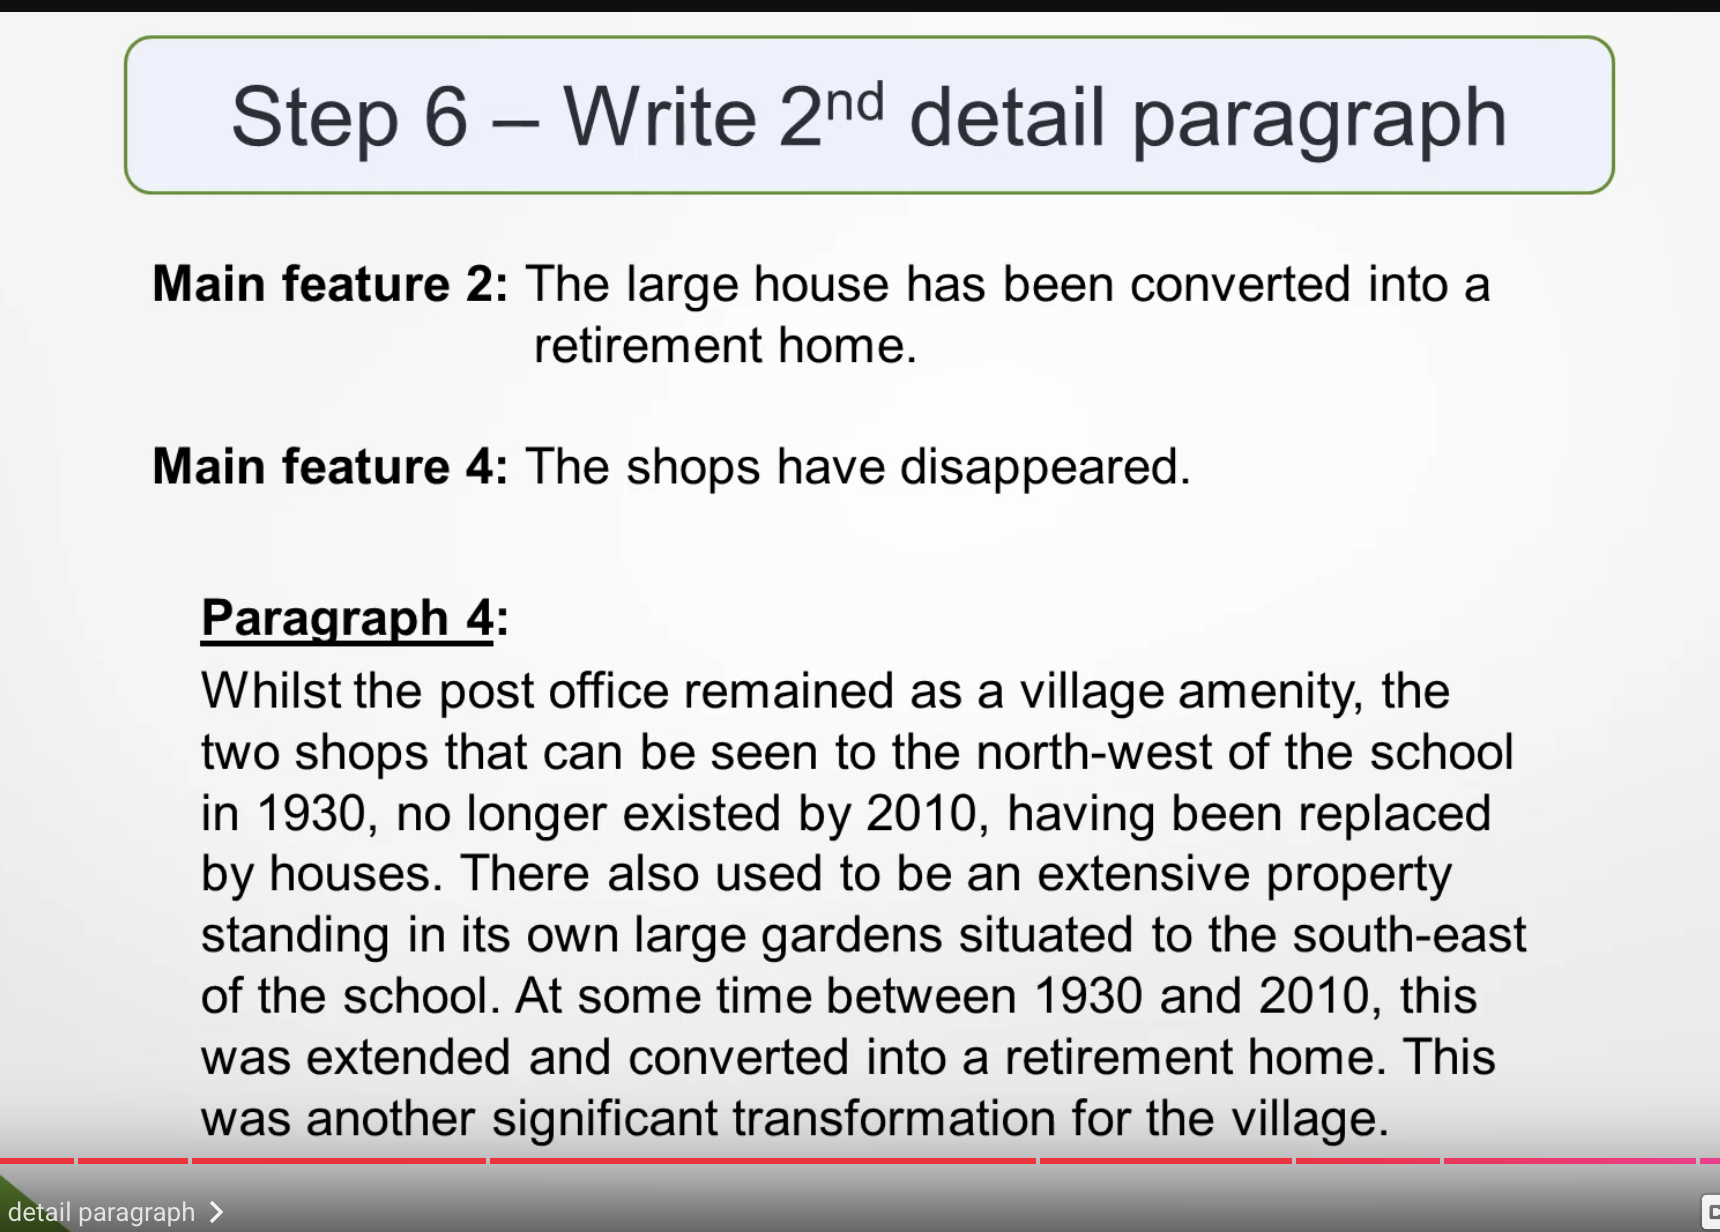 Step 6 – Write 2nd detail paragraph
Main feature 2: The large house has been converted into a
retirement home.
Main feature 4: The shops have disappeared.
Paragraph 4:
Whilst the post office remained as a village amenity, the
two shops that can be seen to the north-west of the school
in 1930, no longer existed by 2010, having been replaced
by houses. There also used to be an extensive property
standing in its own large gardens situated to the south-east
of the school. At some time between 1930 and 2010, this
was extended and converted into a retirement home. This
was another significant transformation for the village.
detail paragraph